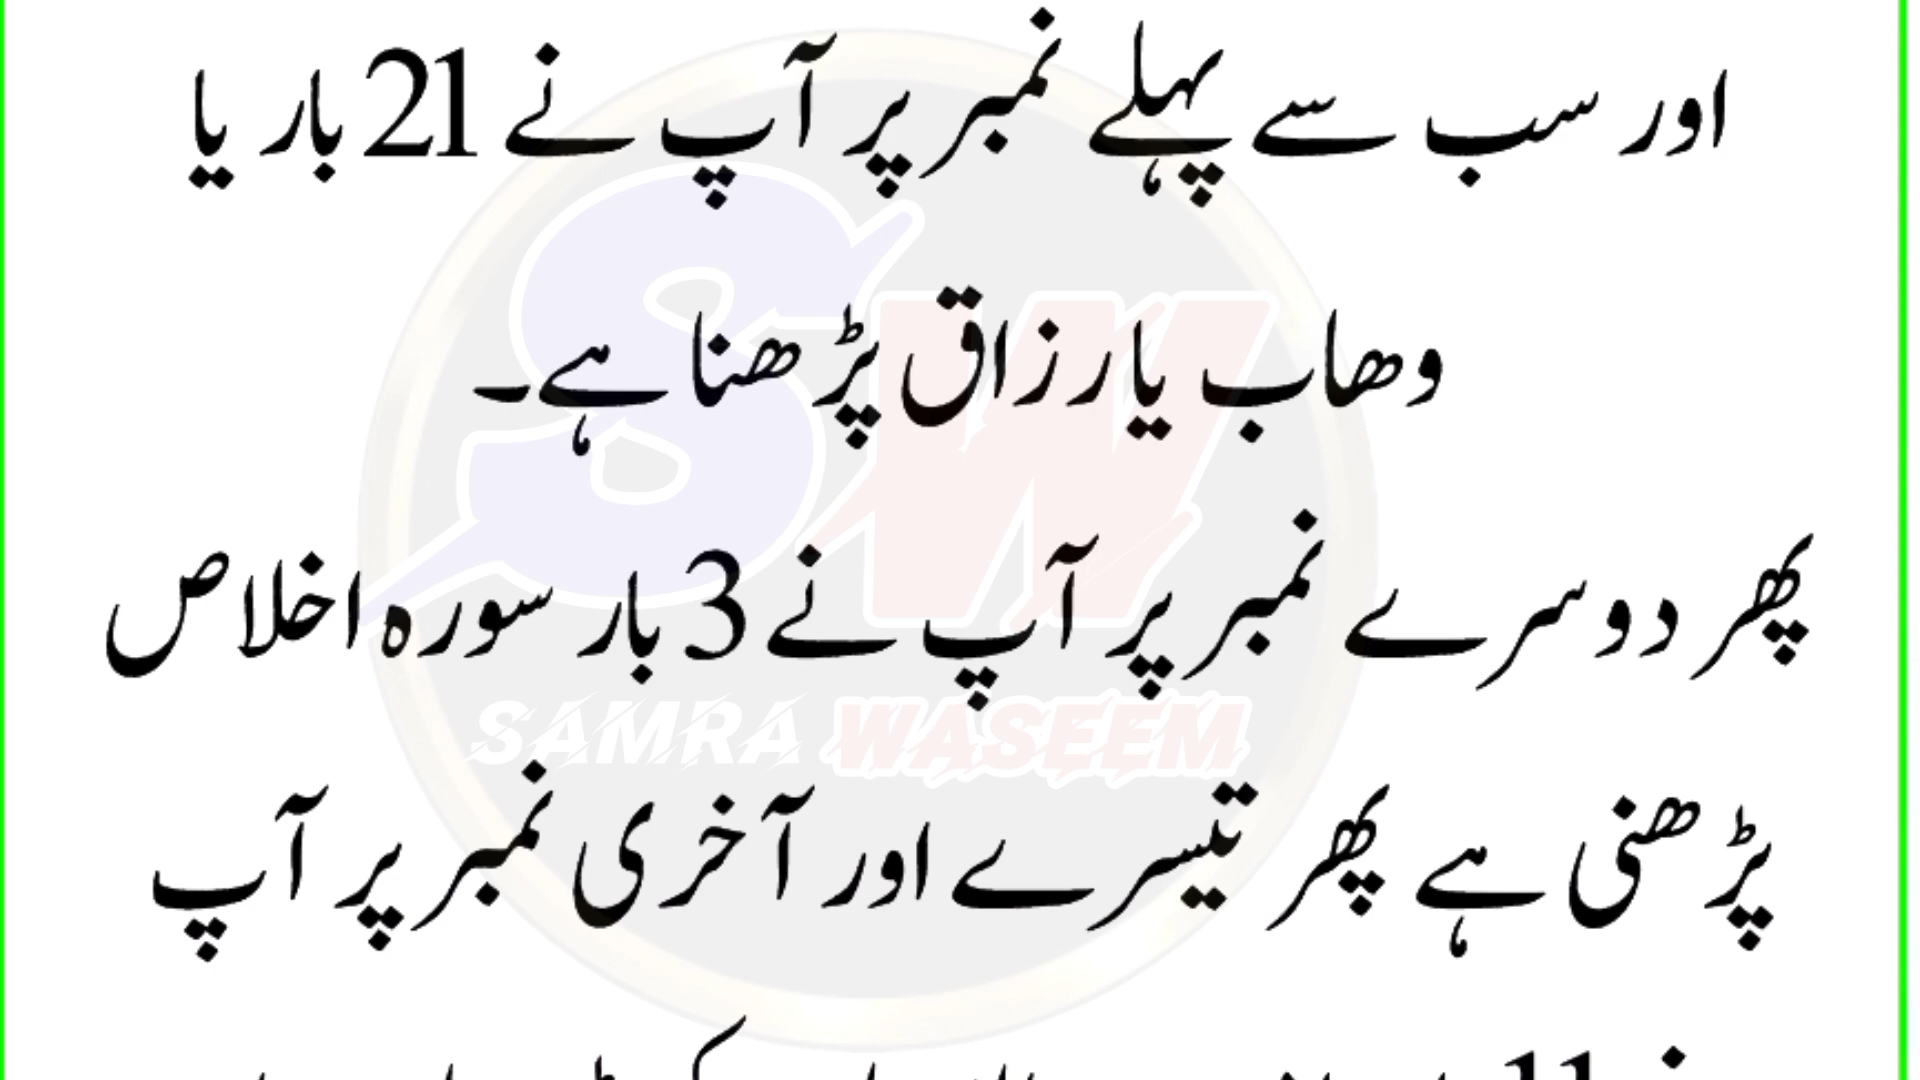 اور سب سے پہلے نمبر پر آپ نے 21 بار یا
وھاب یا رزاق پڑھنا ہے۔
پھر دوسرے نمبر پر آپ نے 3 بار سورہ اخلاص
SAMRA WASEEM
پڑھنی ہے پھر تیسرے اور آخری نمبر پر آپ